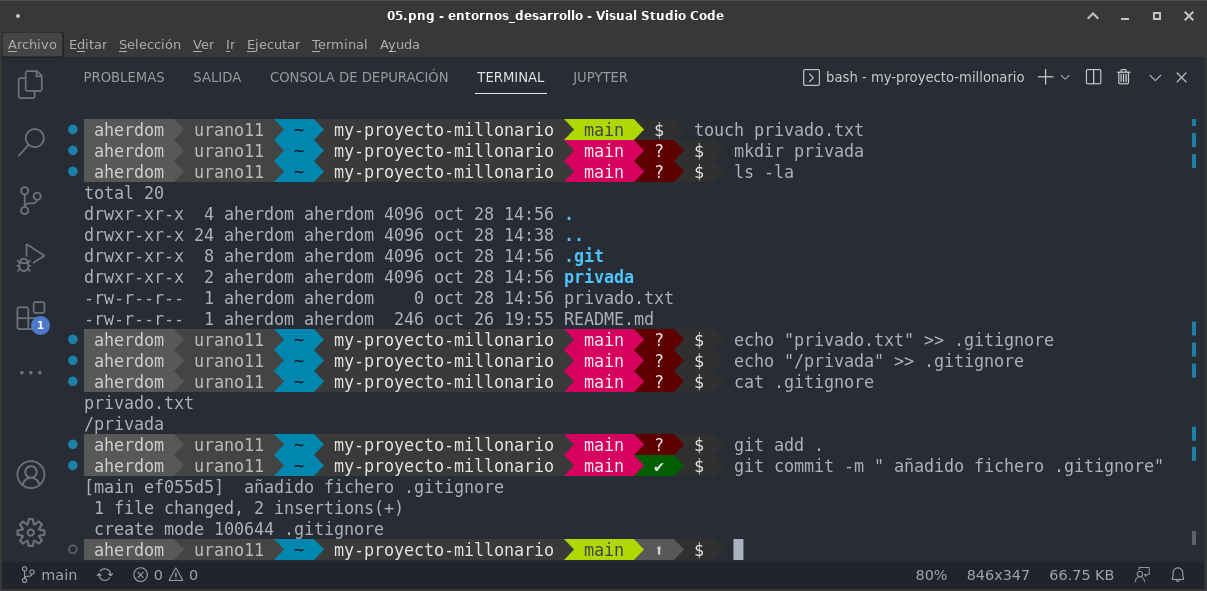 05.png - entornos_desarrollo - Visual Studio Code
Archivo Editar Selección Ver Ir Ejecutar Terminal Ayuda
PROBLEMAS SALIDA CONSOLA DE DEPURACIÓN TERMINAL JUPYTER bash - my-proyecto-millonario
aherdom urano11 ~ my-proyecto-millonario main $ touch privado.txt
aherdom urano11 ~ my-proyecto-millonario main ? $ mkdir privada
aherdom urano11 ~ my-proyecto-millonario main ? $ ls -la
total 20
drwxr-xr-x  4 aherdom aherdom 4096 oct 28 14:56 .
drwxr-xr-x 24 aherdom aherdom 4096 oct 28 14:38 ..
drwxr-xr-x  8 aherdom aherdom 4096 oct 28 14:56 .git
drwxr-xr-x  2 aherdom aherdom 4096 oct 28 14:56 privada
-rw-r--r--  1 aherdom aherdom    0 oct 28 14:56 privado.txt
-rw-r--r--  1 aherdom aherdom  246 oct 26 19:55 README.md
aherdom urano11 ~ my-proyecto-millonario main ? $ echo "privado.txt" >> .gitignore
aherdom urano11 ~ my-proyecto-millonario main ? $ echo "/privada" >> .gitignore
aherdom urano11 ~ my-proyecto-millonario main ? $ cat .gitignore
privado.txt
/privada
aherdom urano11 ~ my-proyecto-millonario main ? $ git add .
aherdom urano11 ~ my-proyecto-millonario main ✔ $ git commit -m " añadido fichero .gitignore"
[main ef055d5]  añadido fichero .gitignore
 1 file changed, 2 insertions(+)
 create mode 100644 .gitignore
aherdom urano11 ~ my-proyecto-millonario main ⬆ $
1
main 0 0 80% 846x347 66.75 KB